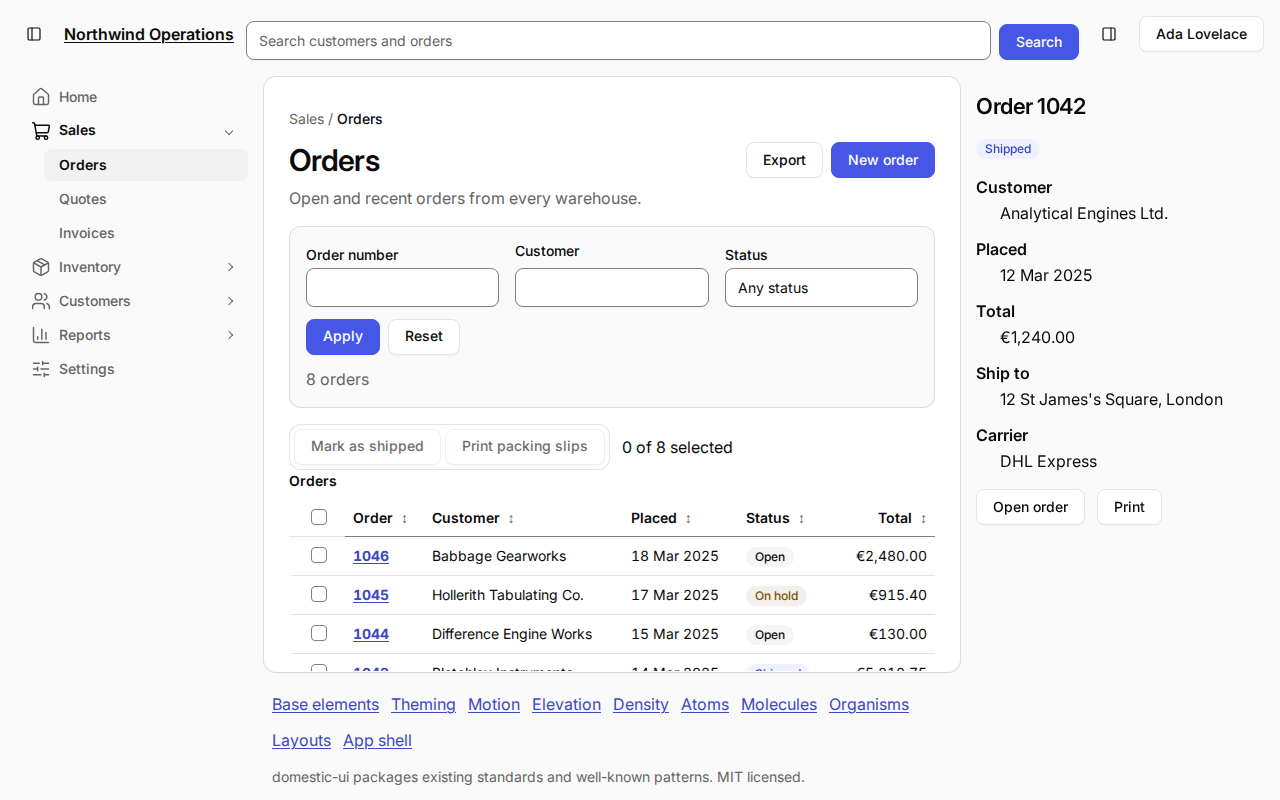 Northwind Operations
Search customers and orders
Search
Ada Lovelace
Home
Sales
Orders
Quotes
Invoices
Inventory
Customers
Reports
Settings
Sales / Orders
Orders
Export
New order
Open and recent orders from every warehouse.
Order number
Customer
Status
Any status
Apply
Reset
8 orders
Mark as shipped
Print packing slips
0 of 8 selected
Orders
Order ↕ Customer ↕ Placed ↕ Status ↕ Total ↕
1046 Babbage Gearworks 18 Mar 2025 Open €2,480.00
1045 Hollerith Tabulating Co. 17 Mar 2025 On hold €915.40
1044 Difference Engine Works 15 Mar 2025 Open €130.00
Order 1042
Shipped
Customer
Analytical Engines Ltd.
Placed
12 Mar 2025
Total
€1,240.00
Ship to
12 St James's Square, London
Carrier
DHL Express
Open order
Print
Base elements Theming Motion Elevation Density Atoms Molecules Organisms
Layouts App shell
domestic-ui packages existing standards and well-known patterns. MIT licensed.